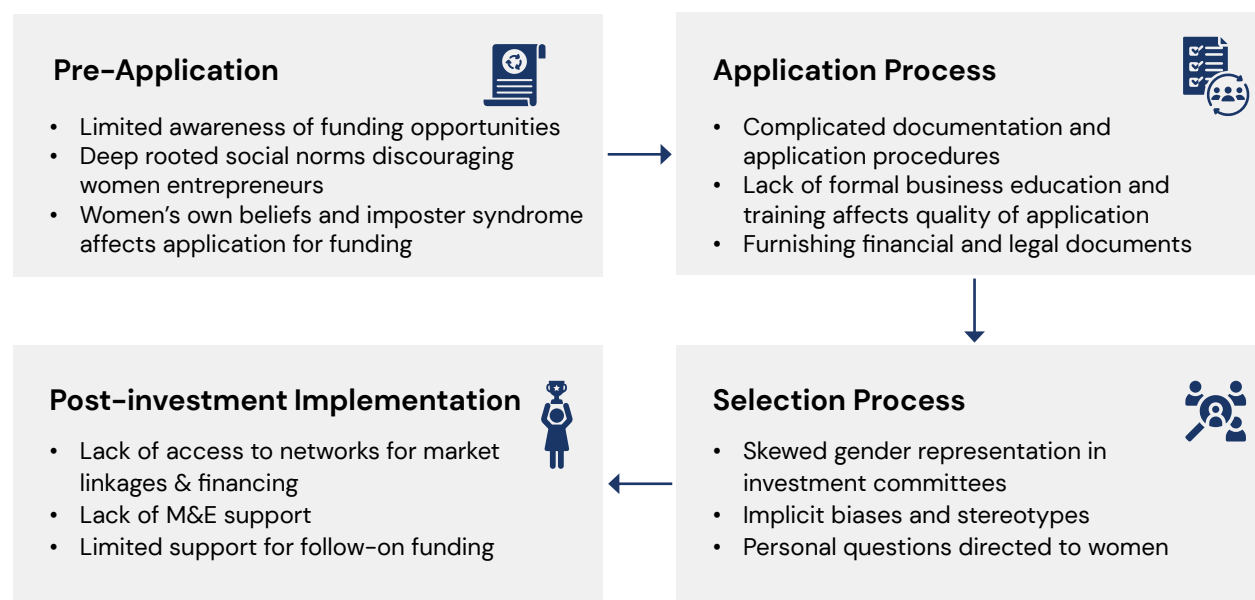 Pre-Application
• Limited awareness of funding opportunities
• Deep rooted social norms discouraging
women entrepreneurs
• Women’s own beliefs and imposter syndrome
affects application for funding
Application Process
• Complicated documentation and
application procedures
• Lack of formal business education and
training affects quality of application
• Furnishing financial and legal documents
Selection Process
• Skewed gender representation in
investment committees
• Implicit biases and stereotypes
• Personal questions directed to women
Post-investment Implementation
• Lack of access to networks for market
linkages & financing
• Lack of M&E support
• Limited support for follow-on funding